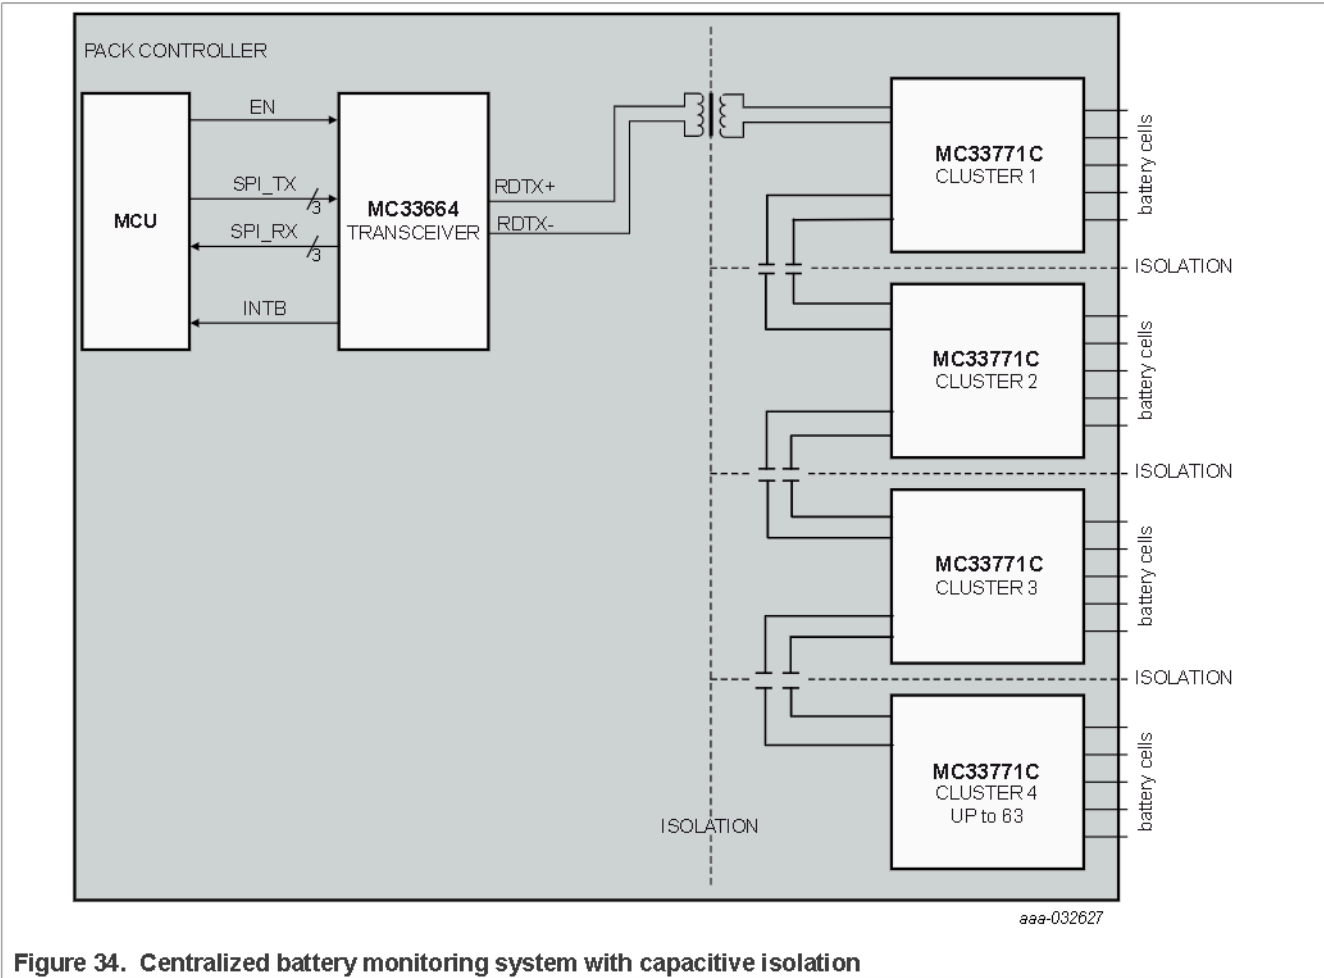 PACK CONTROLLER
MCU
EN
SPI_TX
3
SPI_RX
3
INTB
MC33664
TRANSCEIVER
RDTX+
RDTX-
MC33771C
CLUSTER 1
battery cells
ISOLATION
MC33771C
CLUSTER 2
battery cells
ISOLATION
MC33771C
CLUSTER 3
battery cells
ISOLATION
MC33771C
CLUSTER 4
UP to 63
battery cells
ISOLATION
aaa-032627
Figure 34. Centralized battery monitoring system with capacitive isolation